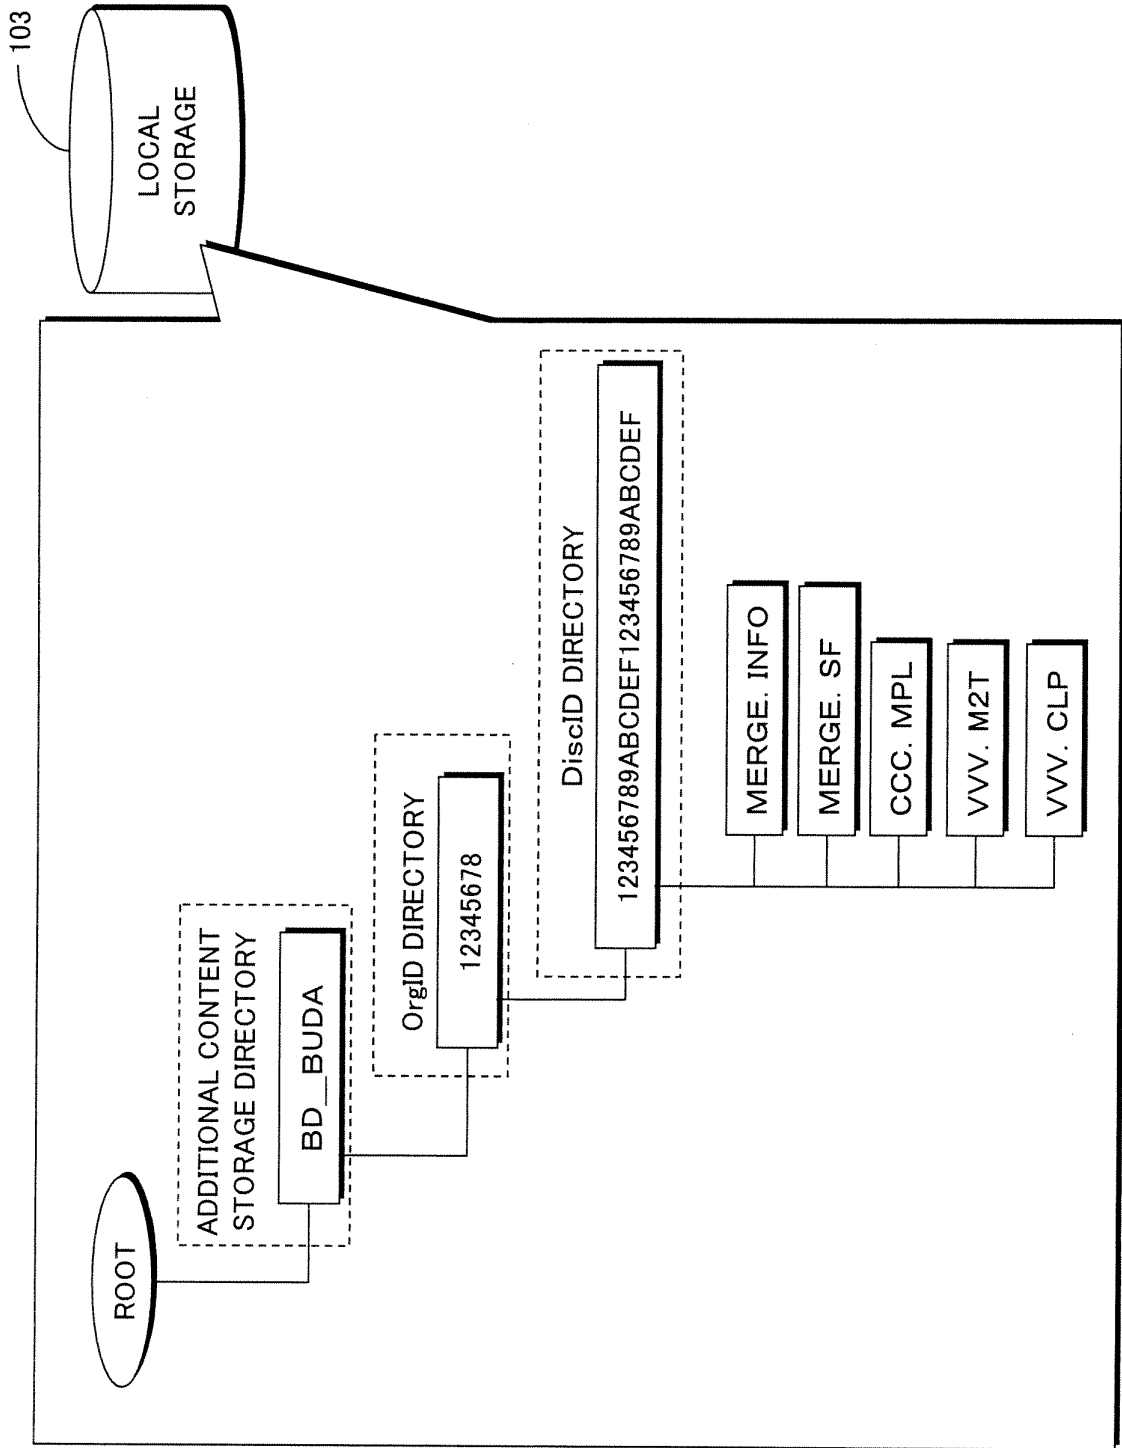 103
LOCAL
STORAGE
ROOT
ADDITIONAL CONTENT
STORAGE DIRECTORY
BD_BUDA
OrgID DIRECTORY
12345678
DiscID DIRECTORY
123456789ABCDEF123456789ABCDEF
MERGE. INFO
MERGE. SF
CCC. MPL
VVV. M2T
VVV. CLP